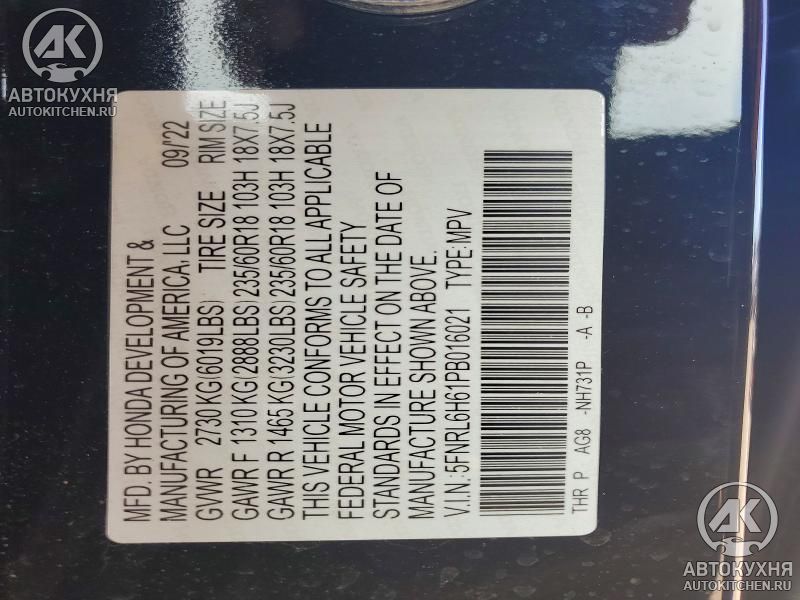 AK
АВТОКУХНЯ
AUTOKITCHEN.RU
MFD. BY HONDA DEVELOPMENT &
MANUFACTURING OF AMERICA, LLC 09/22
GVWR 2730 KG(6019LBS) TIRE SIZE RIM SIZE
GAWR F 1310 KG(2888LBS) 235/60R18 103H 18X7.5J
GAWR R 1465 KG(3230LBS) 235/60R18 103H 18X7.5J
THIS VEHICLE CONFORMS TO ALL APPLICABLE
FEDERAL MOTOR VEHICLE SAFETY
STANDARDS IN EFFECT ON THE DATE OF
MANUFACTURE SHOWN ABOVE.
V.I.N.: 5FNRL6H61PB016021 TYPE: MPV
THR P AG8 -NH731P -A -B
AK
АВТОКУХНЯ
AUTOKITCHEN.RU